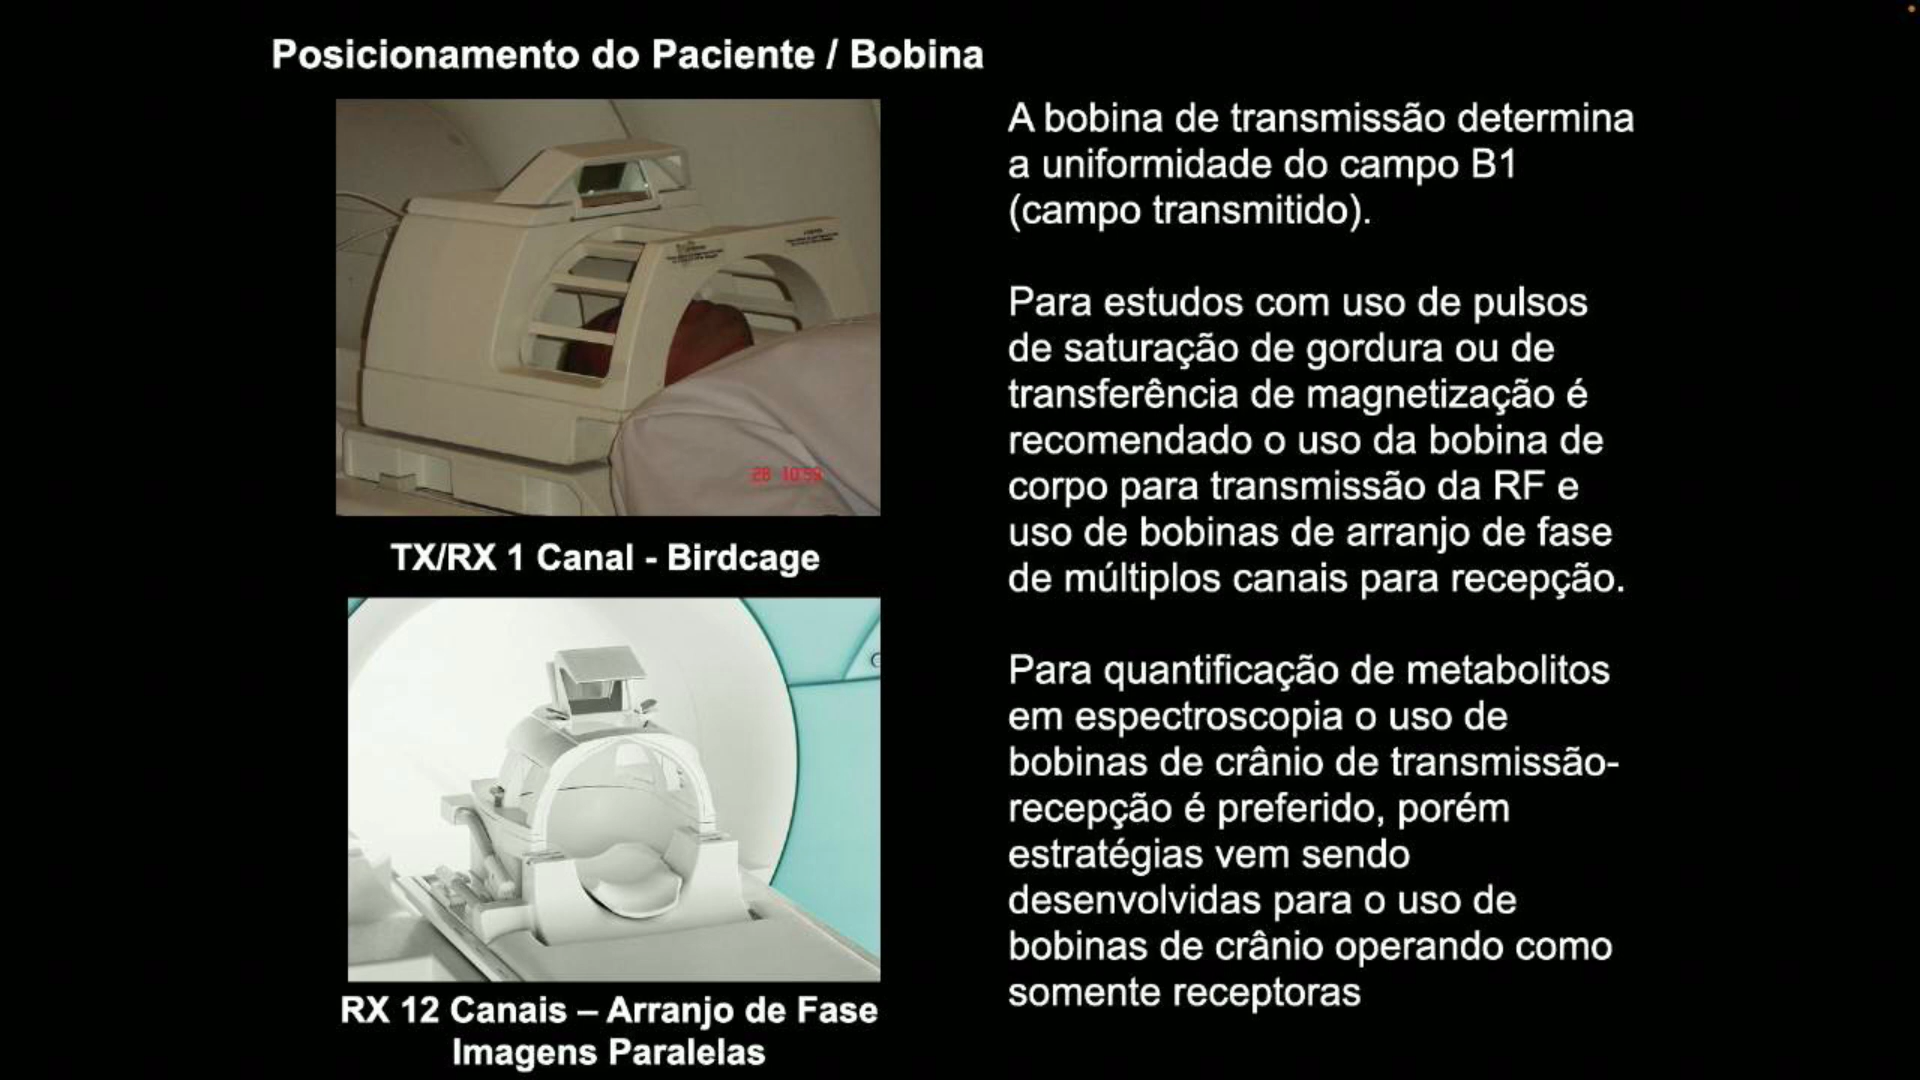 Posicionamento do Paciente / Bobina
28 10:59
TX/RX 1 Canal - Birdcage
RX 12 Canais – Arranjo de Fase
Imagens Paralelas
A bobina de transmissão determina
a uniformidade do campo B1
(campo transmitido).
Para estudos com uso de pulsos
de saturação de gordura ou de
transferência de magnetização é
recomendado o uso da bobina de
corpo para transmissão da RF e
uso de bobinas de arranjo de fase
de múltiplos canais para recepção.
Para quantificação de metabolitos
em espectroscopia o uso de
bobinas de crânio de transmissão-
recepção é preferido, porém
estratégias vem sendo
desenvolvidas para o uso de
bobinas de crânio operando como
somente receptoras